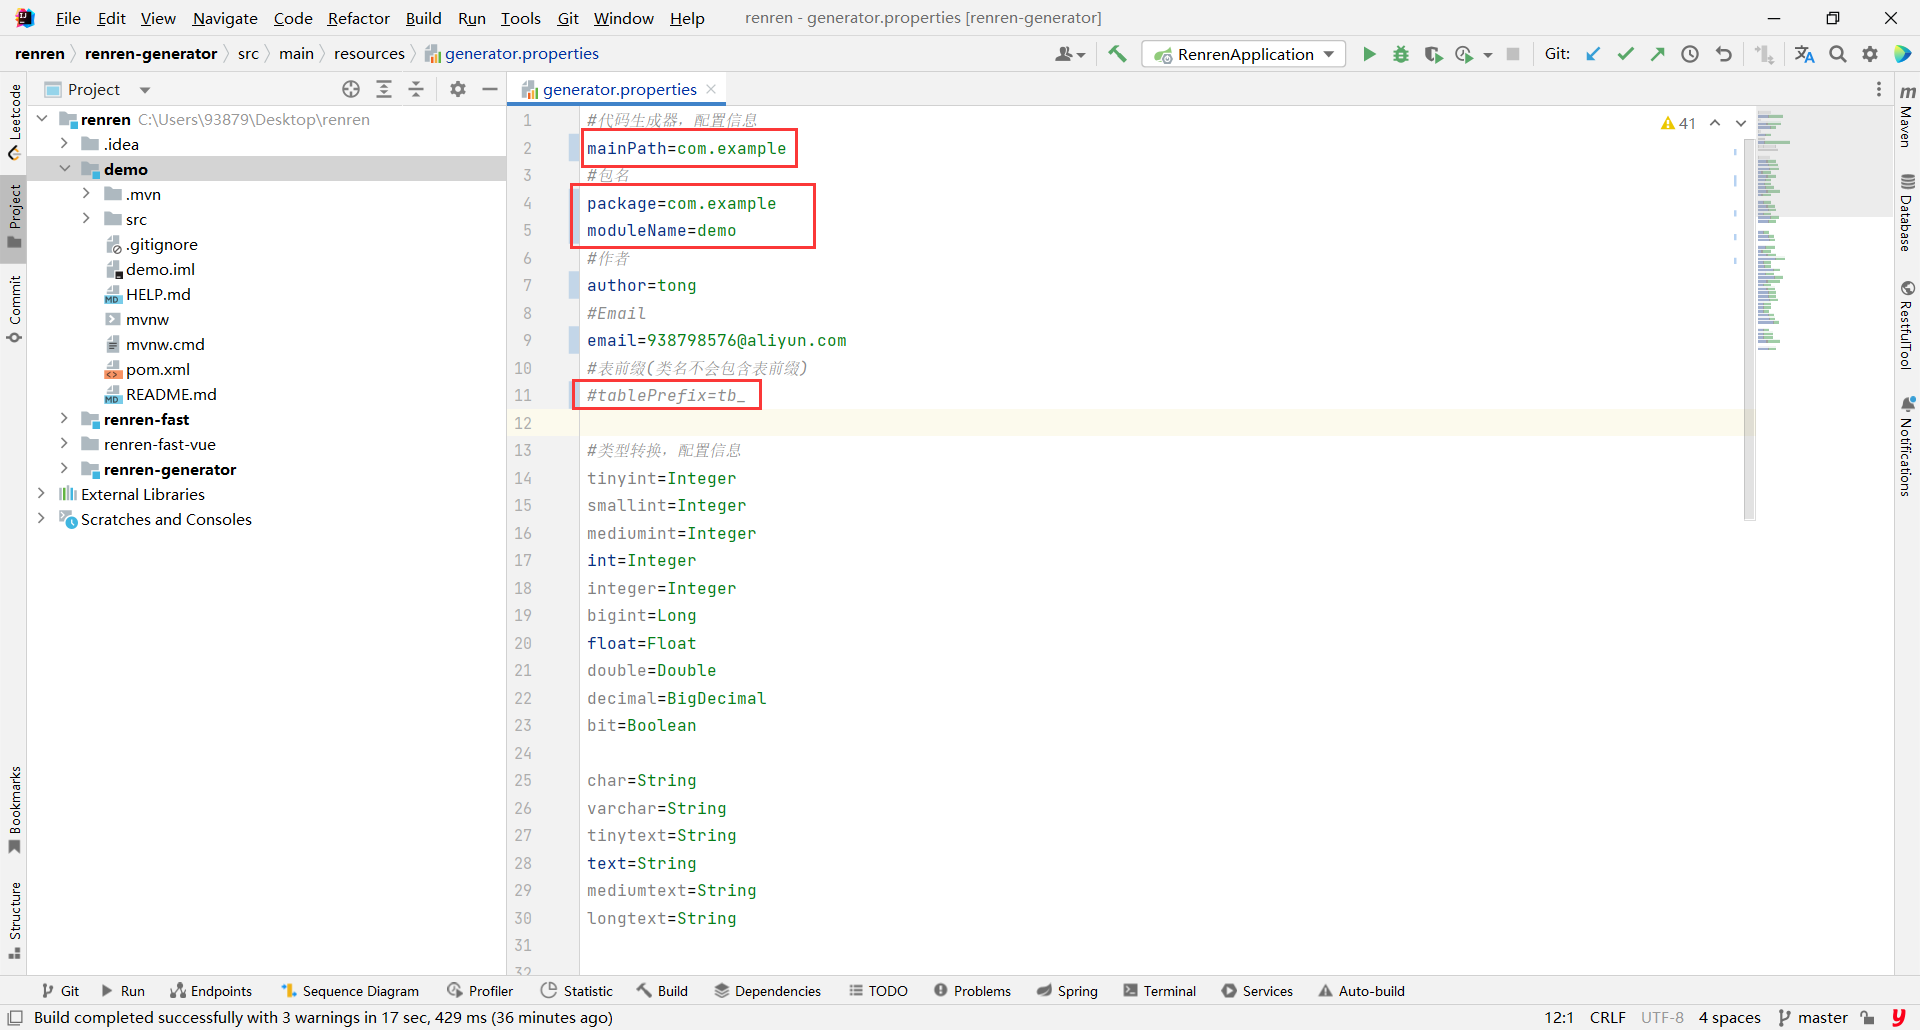 File Edit View Navigate Code Refactor Build Run Tools Git Window Help renren - generator.properties [renren-generator]
renren renren-generator src main resources generator.properties RenrenApplication Git:
Project generator.properties
Leetcode
Project
Commit
Bookmarks
Structure
renren C:\Users\93879\Desktop\renren
.idea
demo
.mvn
src
.gitignore
demo.iml
HELP.md
mvnw
mvnw.cmd
pom.xml
README.md
renren-fast
renren-fast-vue
renren-generator
External Libraries
Scratches and Consoles
1 #代码生成器，配置信息
2 mainPath=com.example
3 #包名
4 package=com.example
5 moduleName=demo
6 #作者
7 author=tong
8 #Email
9 email=938798576@aliyun.com
10 #表前缀(类名不会包含表前缀)
11 #tablePrefix=tb_
12
13 #类型转换，配置信息
14 tinyint=Integer
15 smallint=Integer
16 mediumint=Integer
17 int=Integer
18 integer=Integer
19 bigint=Long
20 float=Float
21 double=Double
22 decimal=BigDecimal
23 bit=Boolean
24
25 char=String
26 varchar=String
27 tinytext=String
28 text=String
29 mediumtext=String
30 longtext=String
31
32
41
m Maven
Database
RestfulTool
Notifications
Git Run Endpoints Sequence Diagram Profiler Statistic Build Dependencies TODO Problems Spring Terminal Services Auto-build
Build completed successfully with 3 warnings in 17 sec, 429 ms (36 minutes ago) 12:1 CRLF UTF-8 4 spaces master